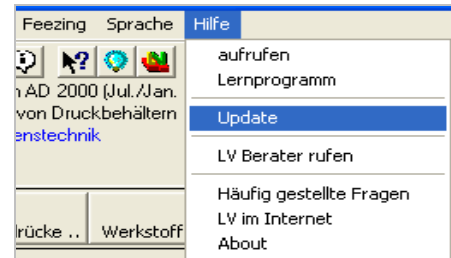 Feezing Sprache Hilfe
aufrufen
Lernprogramm
Update
LV Berater rufen
Häufig gestellte Fragen
LV im Internet
About
AD 2000 (Jul./Jan.
von Druckbehältern
enstechnik
drücke .. Werkstoff